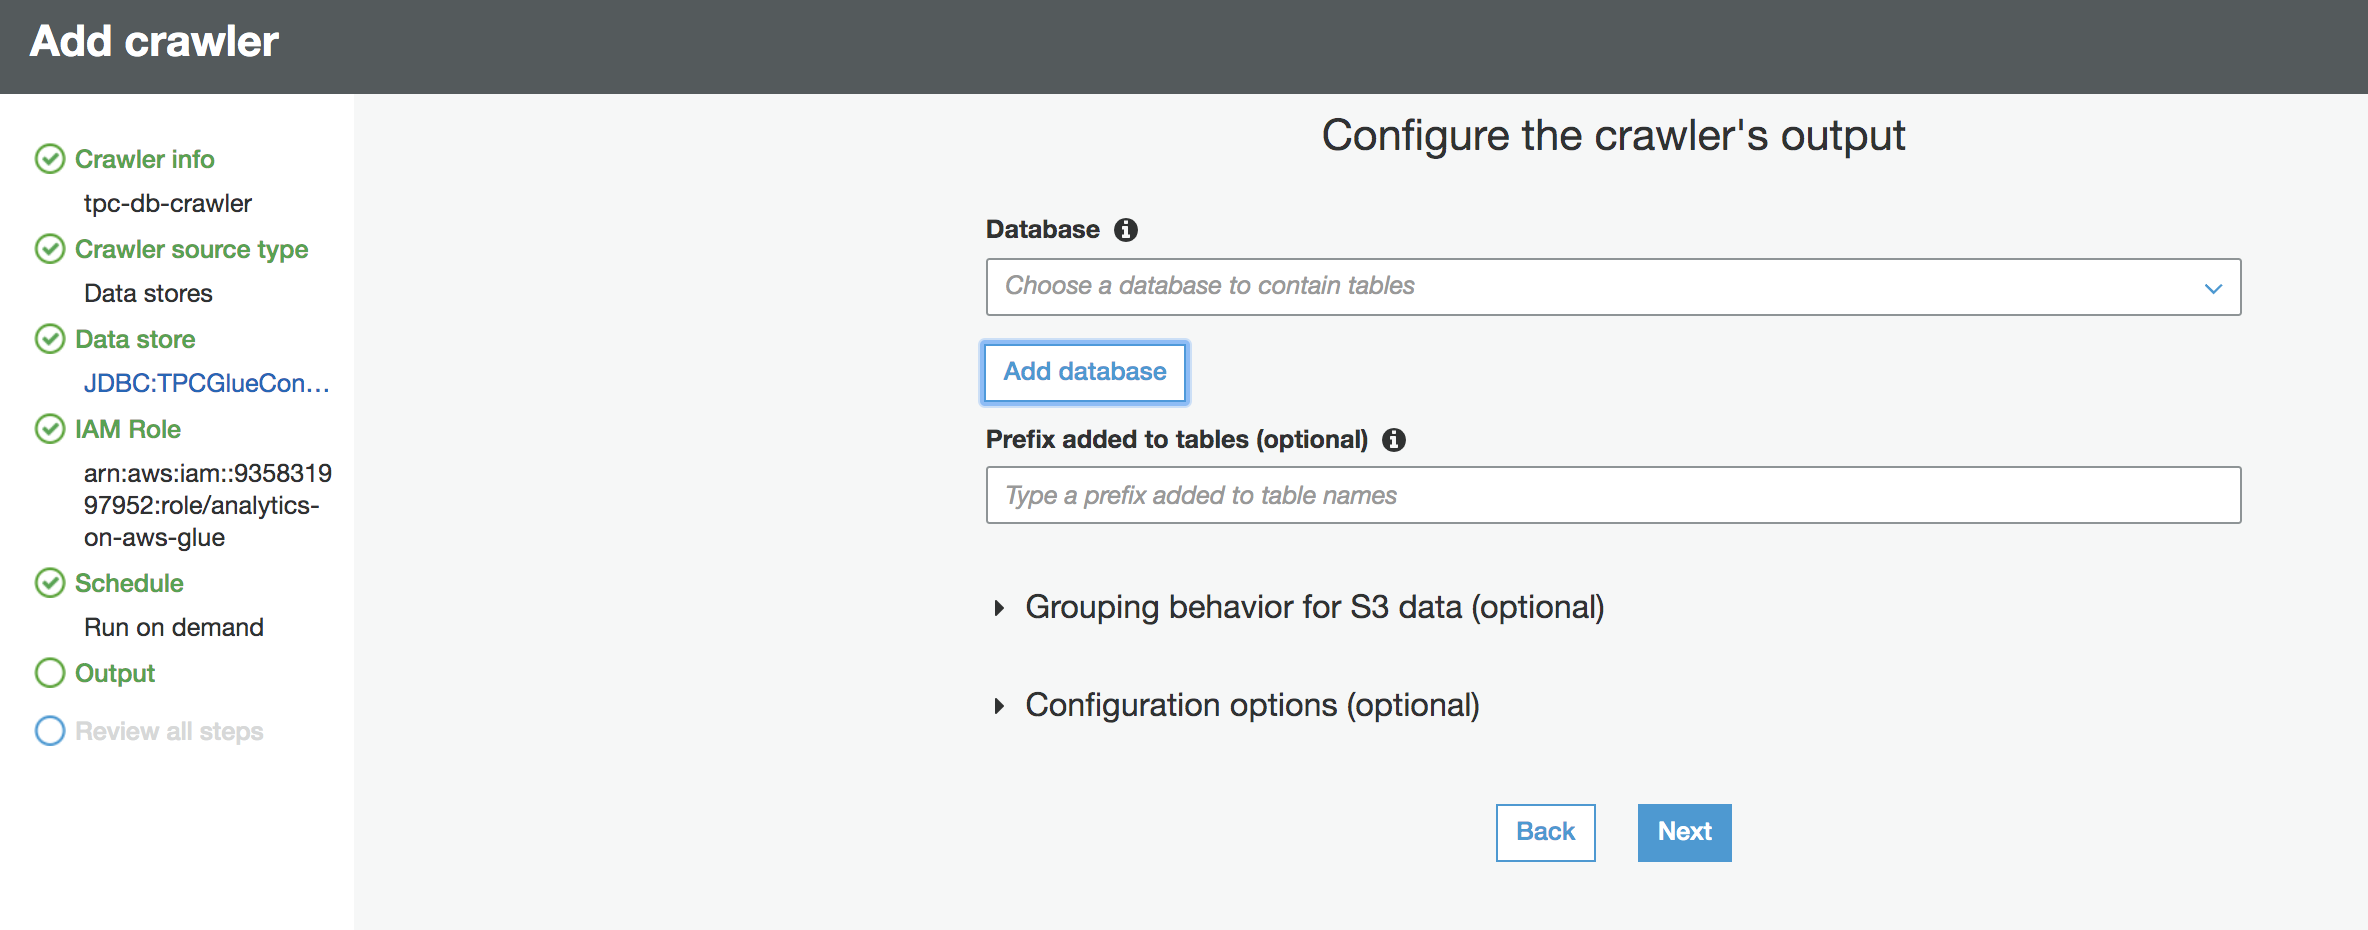 Add crawler
Crawler info
tpc-db-crawler
Crawler source type
Data stores
Data store
JDBC:TPCGlueCon...
IAM Role
arn:aws:iam::9358319
97952:role/analytics-
on-aws-glue
Schedule
Run on demand
Output
Review all steps
Configure the crawler's output
Database
Choose a database to contain tables
Add database
Prefix added to tables (optional)
Type a prefix added to table names
Grouping behavior for S3 data (optional)
Configuration options (optional)
Back
Next